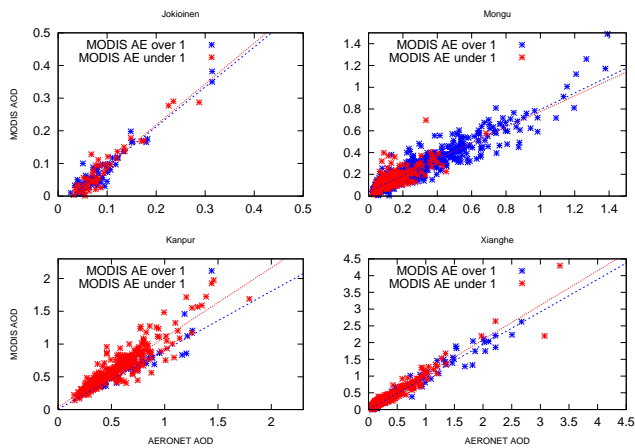 Jokioinen
MODIS AOD
0.5
0.4
0.3
0.2
0.1
0
MODIS AE over 1
MODIS AE under 1
0 0.1 0.2 0.3 0.4 0.5
Mongu
1.4
1.2
1
0.8
0.6
0.4
0.2
0
MODIS AE over 1
MODIS AE under 1
0 0.2 0.4 0.6 0.8 1 1.2 1.4
Kanpur
MODIS AOD
2
1.5
1
0.5
0
MODIS AE over 1
MODIS AE under 1
0 0.5 1 1.5 2
AERONET AOD
Xianghe
4.5
4
3.5
3
2.5
2
1.5
1
0.5
0
MODIS AE over 1
MODIS AE under 1
0 0.5 1 1.5 2 2.5 3 3.5 4 4.5
AERONET AOD